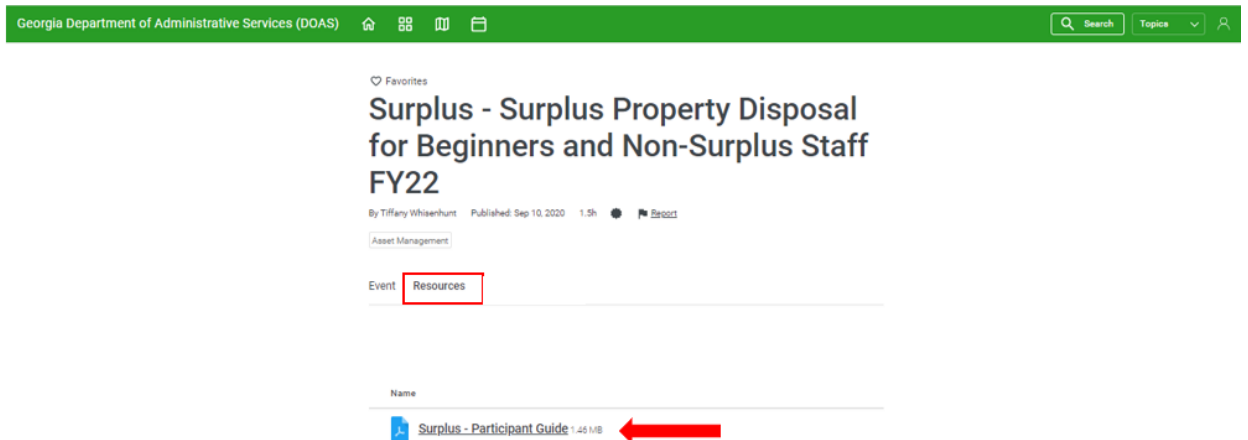 Georgia Department of Administrative Services (DOAS)
Search
Topics
Favorites
Surplus - Surplus Property Disposal
for Beginners and Non-Surplus Staff
FY22
By Tiffany Whisenhunt Published: Sep 10, 2020 1.5h Report
Asset Management
Event Resources
Name
Surplus - Participant Guide 1.46 MB